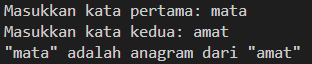 Masukkan kata pertama: mata
Masukkan kata kedua: amat
"mata" adalah anagram dari "amat"